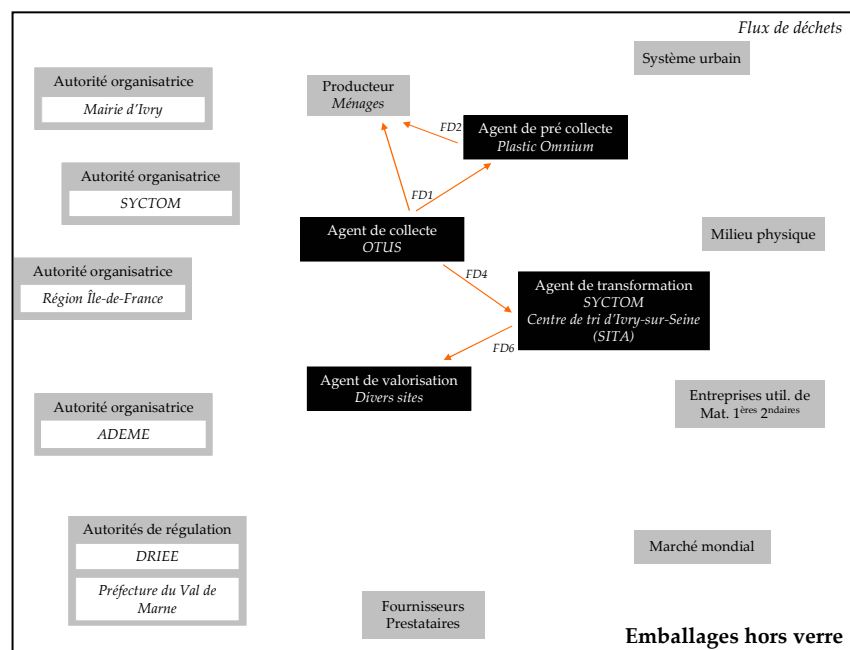 Flux de déchets
Système urbain
Autorité organisatrice
Mairie d'Ivry
Producteur
Ménages
FD2
Agent de pré collecte
Plastic Omnium
Autorité organisatrice
SYCTOM
FD1
Agent de collecte
OTUS
Milieu physique
Autorité organisatrice
Région Île-de-France
FD4
Agent de transformation
SYCTOM
Centre de tri d'Ivry-sur-Seine
(SITA)
FD6
Agent de valorisation
Divers sites
Entreprises util. de
Mat. 1ères 2ndaires
Autorité organisatrice
ADEME
Autorités de régulation
DRIEE
Préfecture du Val de
Marne
Marché mondial
Fournisseurs
Prestataires
Emballages hors verre